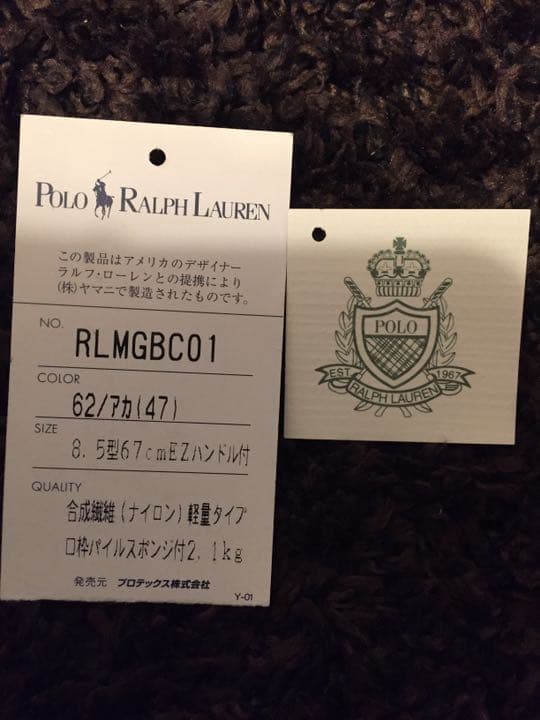 POLO RALPH LAUREN
この製品はアメリカのデザイナー
ラルフ・ローレンとの提携により
(株)ヤマニで製造されたものです。
NO. RLMGBC01
COLOR
62/アカ(47)
SIZE
8.5型67cmEZハンドル付
QUALITY
合成繊維(ナイロン)軽量タイプ
口枠パイルスポンジ付2,1kg
発売元 プロテックス株式会社
Y-01
POLO
EST 1967
RALPH LAUREN